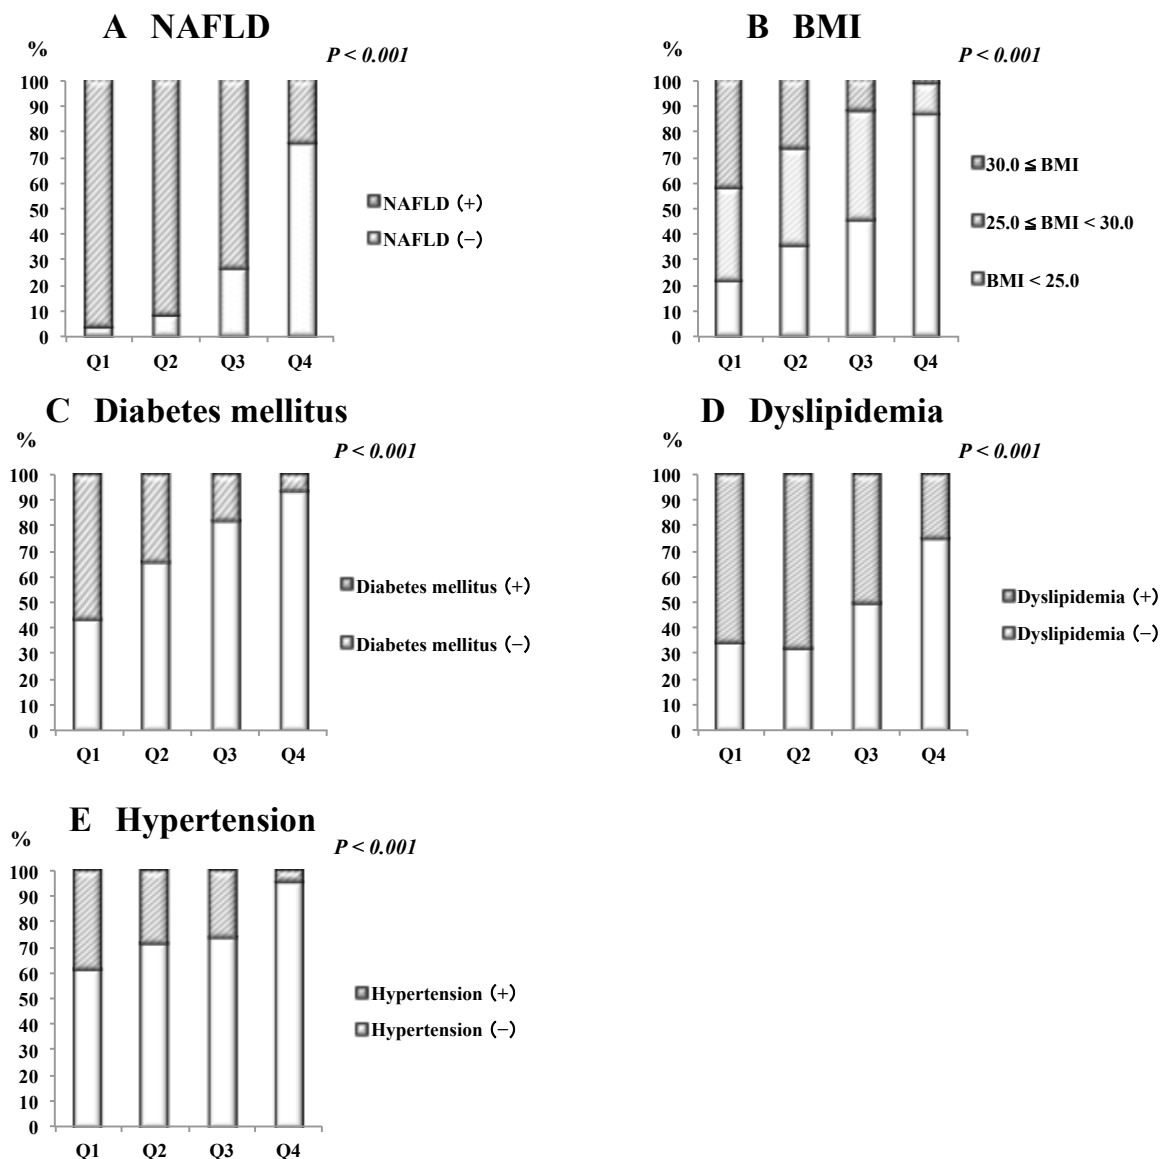 A NAFLD
%
P < 0.001
100
90
80
70
60
50
40
30
20
10
0
Q1 Q2 Q3 Q4
NAFLD (+)
NAFLD (−)
B BMI
%
P < 0.001
100
90
80
70
60
50
40
30
20
10
0
Q1 Q2 Q3 Q4
30.0 ≦ BMI
25.0 ≦ BMI < 30.0
BMI < 25.0
C Diabetes mellitus
%
P < 0.001
100
90
80
70
60
50
40
30
20
10
0
Q1 Q2 Q3 Q4
Diabetes mellitus (+)
Diabetes mellitus (−)
D Dyslipidemia
%
P < 0.001
100
90
80
70
60
50
40
30
20
10
0
Q1 Q2 Q3 Q4
Dyslipidemia (+)
Dyslipidemia (−)
E Hypertension
%
P < 0.001
100
90
80
70
60
50
40
30
20
10
0
Q1 Q2 Q3 Q4
Hypertension (+)
Hypertension (−)